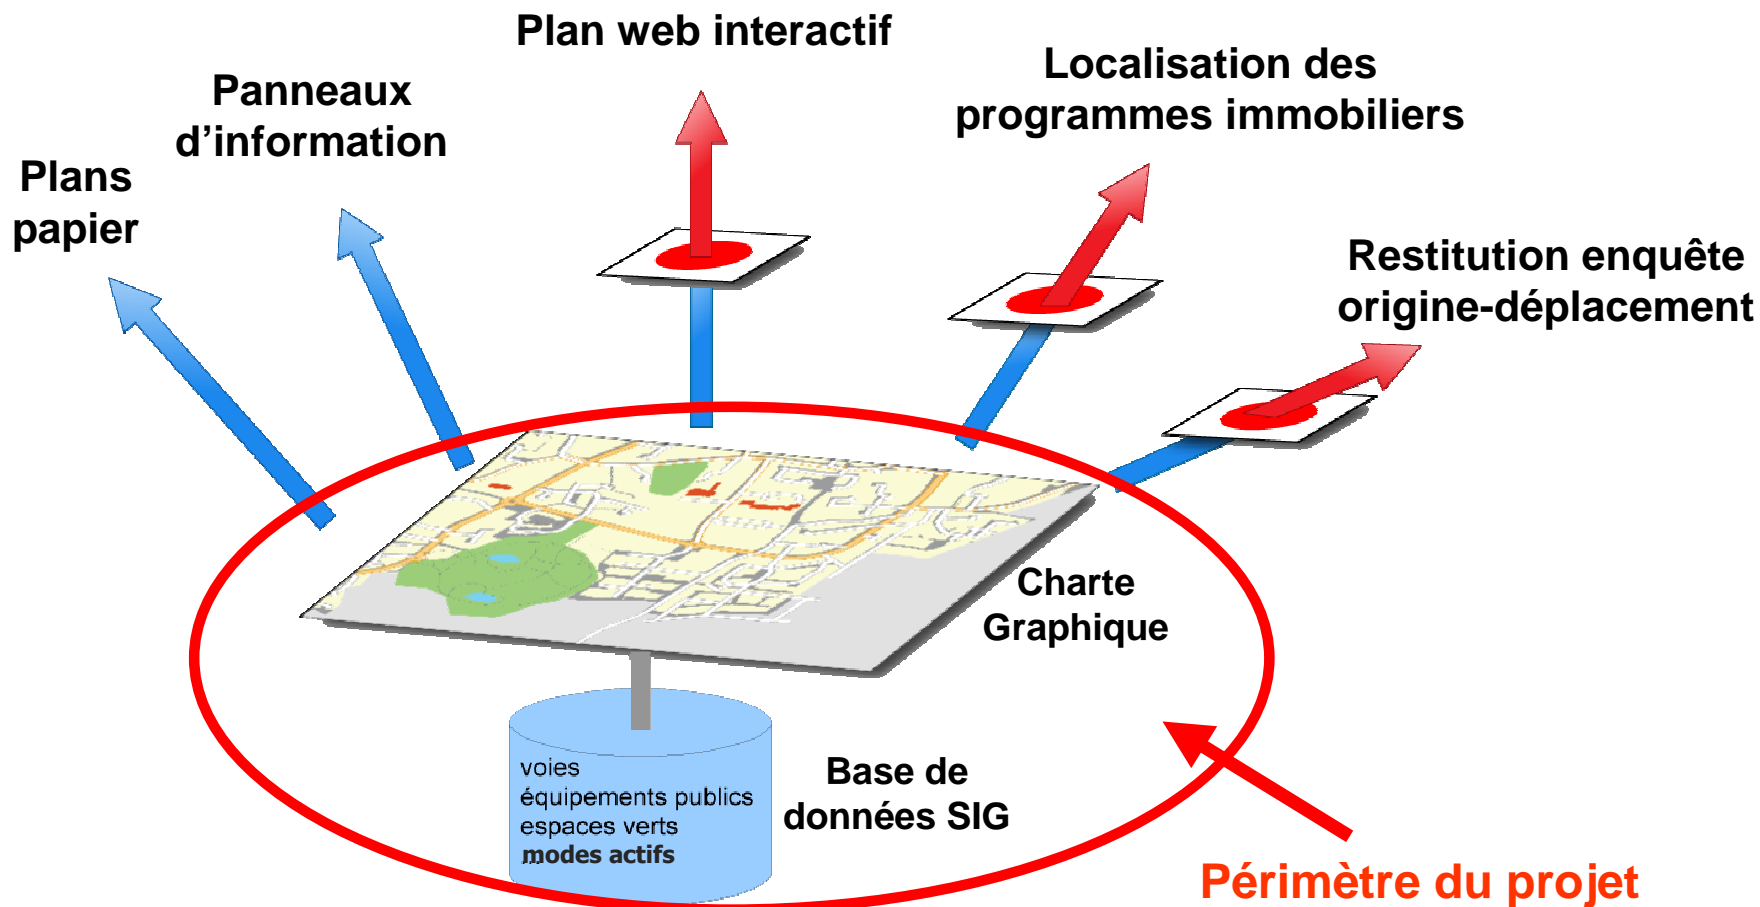 Plan web interactif
Localisation des
programmes immobiliers
Panneaux
d’information
Plans
papier
Restitution enquête
origine-déplacement
Charte
Graphique
Base de
données SIG
voies
équipements publics
espaces verts
modes actifs
Périmètre du projet